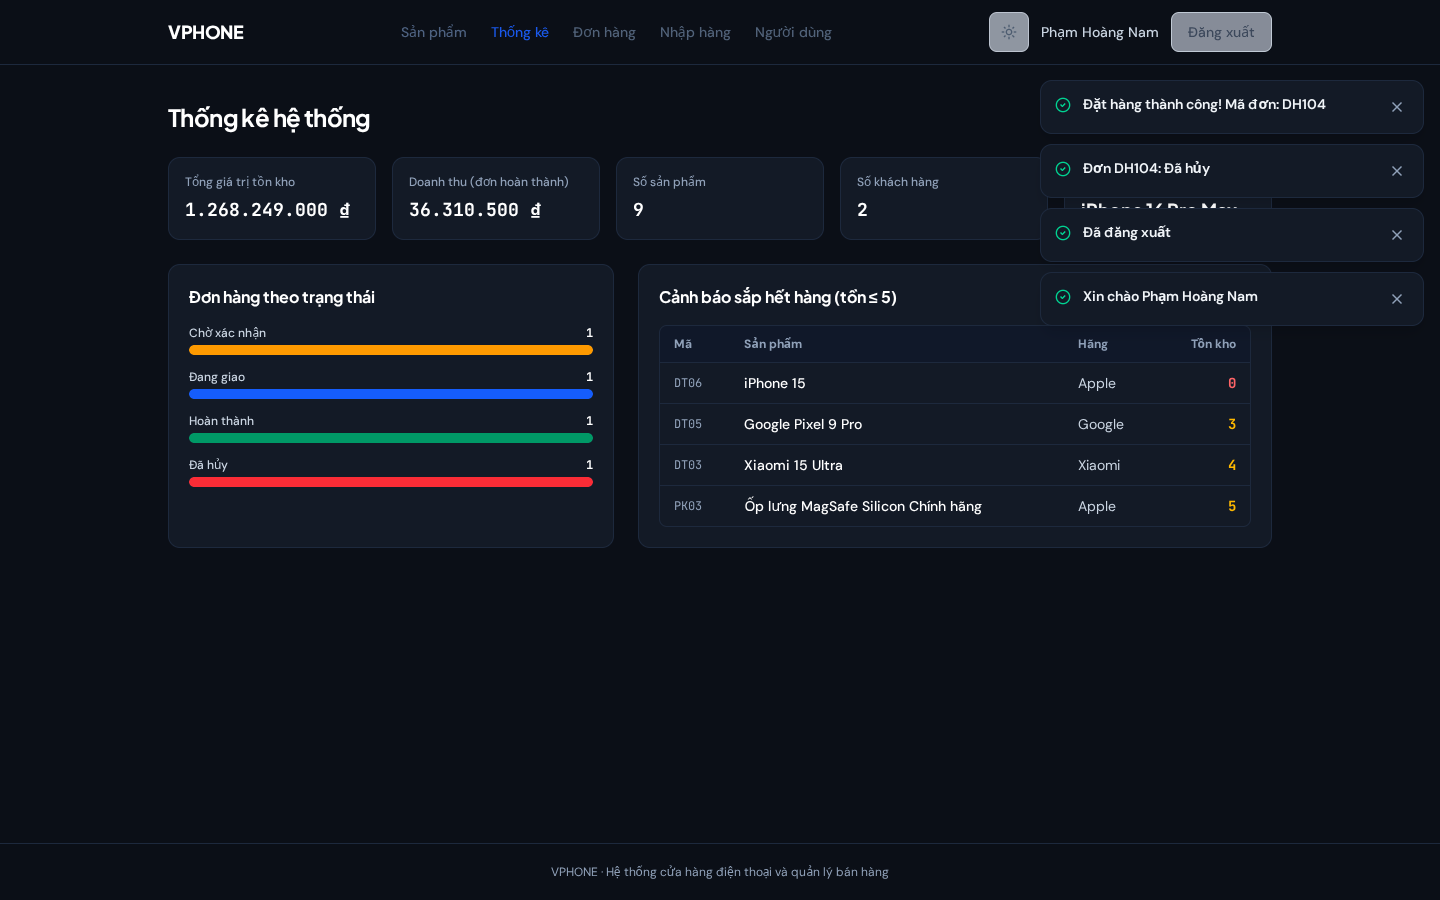 VPHONE
Sản phẩm
Thống kê
Đơn hàng
Nhập hàng
Người dùng
Phạm Hoàng Nam
Đăng xuất
Đặt hàng thành công! Mã đơn: DH104
Đơn DH104: Đã hủy
Đã đăng xuất
Xin chào Phạm Hoàng Nam
Thống kê hệ thống
Tổng giá trị tồn kho
1.268.249.000 ₫
Doanh thu (đơn hoàn thành)
36.310.500 ₫
Số sản phẩm
9
Số khách hàng
2
iPhone 16 Pro Max
Đơn hàng theo trạng thái
Chờ xác nhận 1
Đang giao 1
Hoàn thành 1
Đã hủy 1
Cảnh báo sắp hết hàng (tồn ≤ 5)
Mã Sản phẩm Hãng Tồn kho
DT06 iPhone 15 Apple 0
DT05 Google Pixel 9 Pro Google 3
DT03 Xiaomi 15 Ultra Xiaomi 4
PK03 Ốp lưng MagSafe Silicon Chính hãng Apple 5
VPHONE · Hệ thống cửa hàng điện thoại và quản lý bán hàng